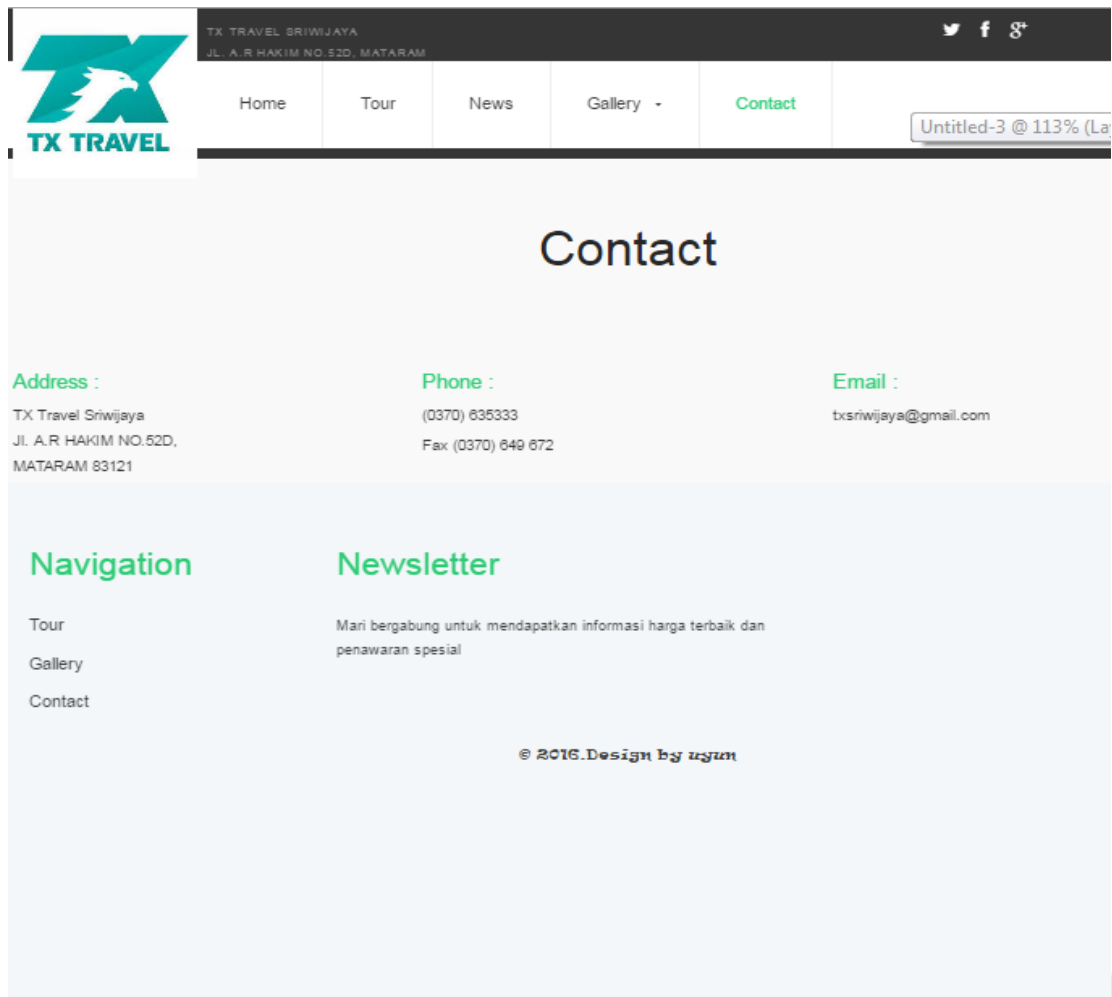 TX TRAVEL SRIWIJAYA
JL. A.R HAKIM NO.52D, MATARAM
TX TRAVEL
Home Tour News Gallery Contact
Untitled-3 @ 113% (La
Contact
Address :
TX Travel Sriwijaya
Jl. A.R HAKIM NO.52D,
MATARAM 83121
Phone :
(0370) 635333
Fax (0370) 649 672
Email :
txsriwijaya@gmail.com
Navigation
Tour
Gallery
Contact
Newsletter
Mari bergabung untuk mendapatkan informasi harga terbaik dan
penawaran spesial
© 2016.Design by uyun